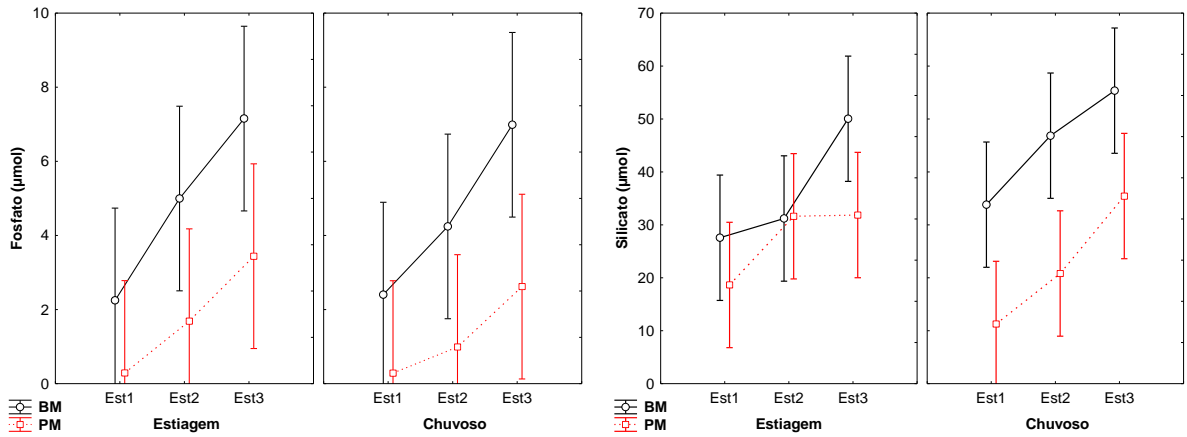 Fosfato (µmol)
10
8
6
4
2
0
Est1 Est2 Est3
Estiagem
Est1 Est2 Est3
Chuvoso
BM
PM
Silicato (µmol)
70
60
50
40
30
20
10
0
Est1 Est2 Est3
Estiagem
Est1 Est2 Est3
Chuvoso
BM
PM